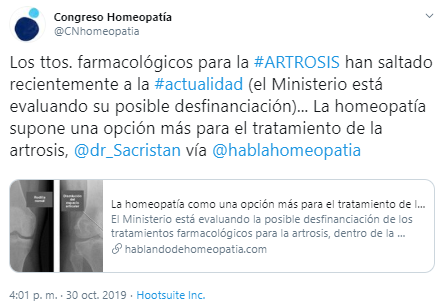 Congreso Homeopatía
@CNhomeopatia
Los ttos. farmacológicos para la #ARTROSIS han saltado
recientemente a la #actualidad (el Ministerio está
evaluando su posible desfinanciación)... La homeopatía
supone una opción más para el tratamiento de la
artrosis, @dr_Sacristan vía @hablahomeopatia
La homeopatía como una opción más para el tratamiento de l...
El Ministerio está evaluando la posible desfinanciación de los
tratamientos farmacológicos para la artrosis, dentro de la ...
hablandodehomeopatia.com
4:01 p. m. · 30 oct. 2019 · Hootsuite Inc.